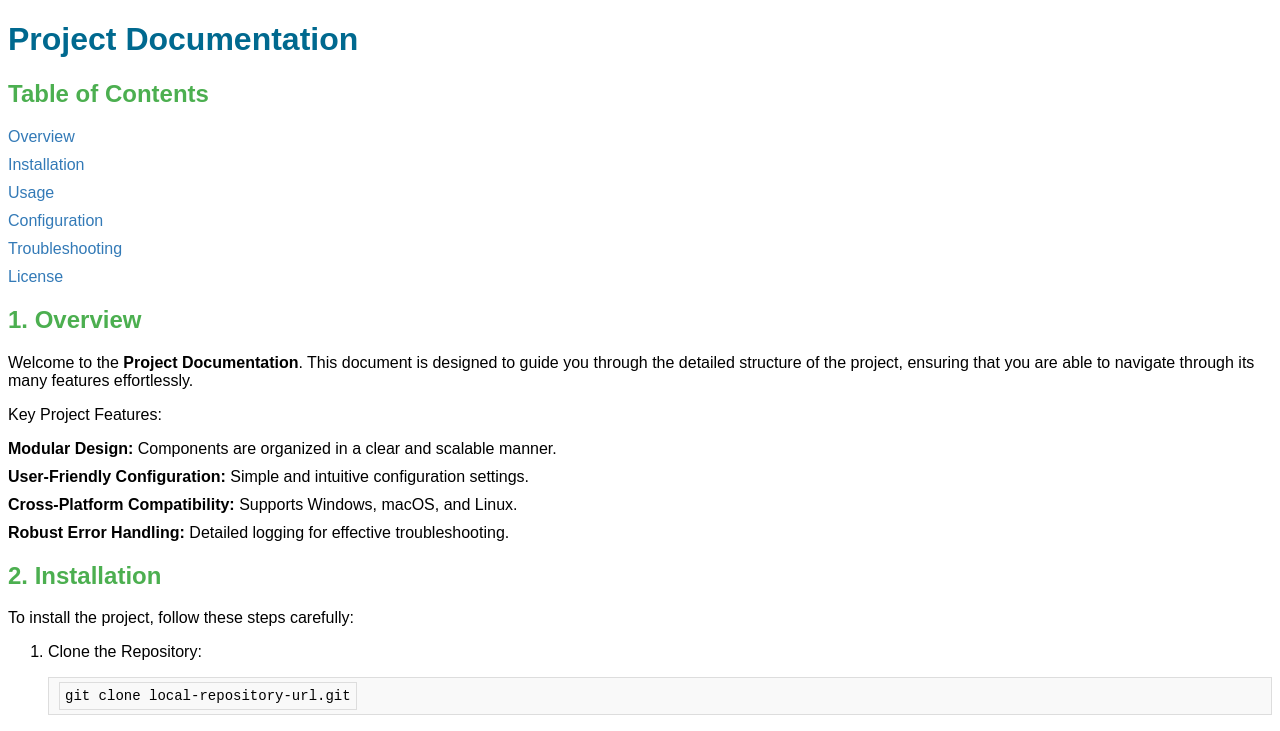 Project Documentation
Table of Contents
Overview
Installation
Usage
Configuration
Troubleshooting
License
1. Overview
Welcome to the Project Documentation. This document is designed to guide you through the detailed structure of the project, ensuring that you are able to navigate through its
many features effortlessly.
Key Project Features:
Modular Design: Components are organized in a clear and scalable manner.
User-Friendly Configuration: Simple and intuitive configuration settings.
Cross-Platform Compatibility: Supports Windows, macOS, and Linux.
Robust Error Handling: Detailed logging for effective troubleshooting.
2. Installation
To install the project, follow these steps carefully:
1. Clone the Repository:
git clone local-repository-url.git